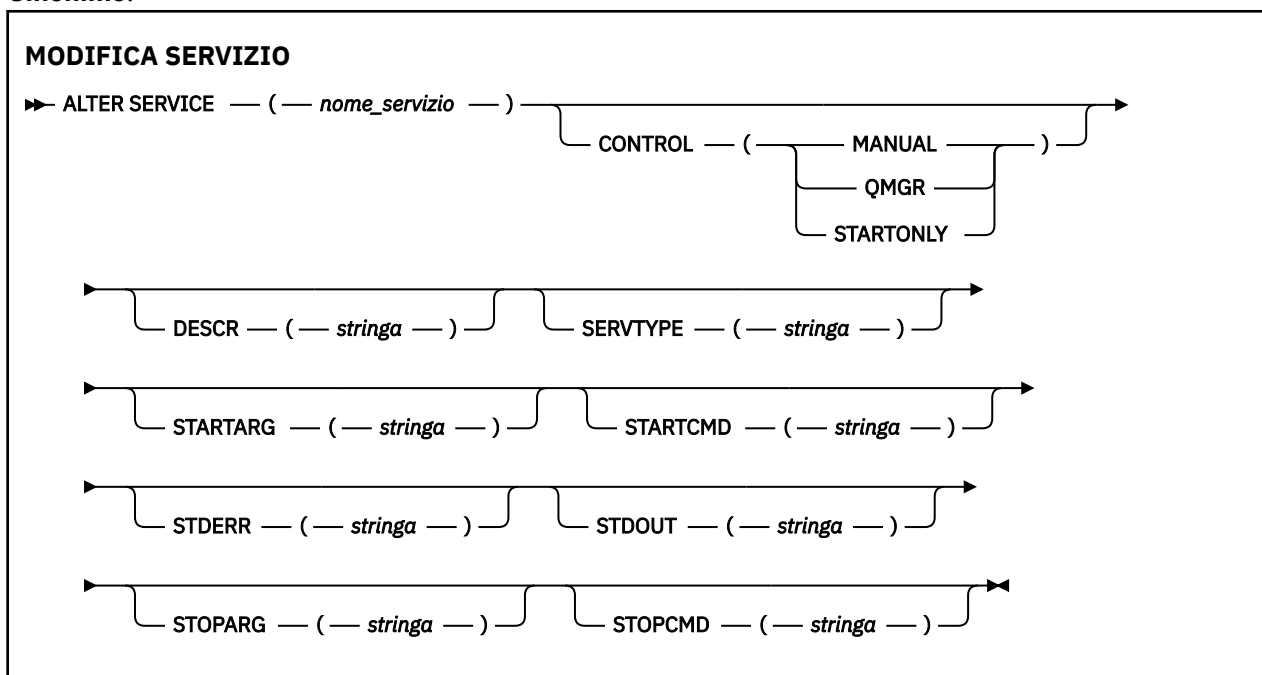 MODIFICA SERVIZIO
ALTER SERVICE ( nome_servizio )
CONTROL ( MANUAL )
QMGR
STARTONLY
DESCR ( stringa ) SERVTYPE ( stringa )
STARTARG ( stringa ) STARTCMD ( stringa )
STDERR ( stringa ) STDOUT ( stringa )
STOPARG ( stringa ) STOPCMD ( stringa )